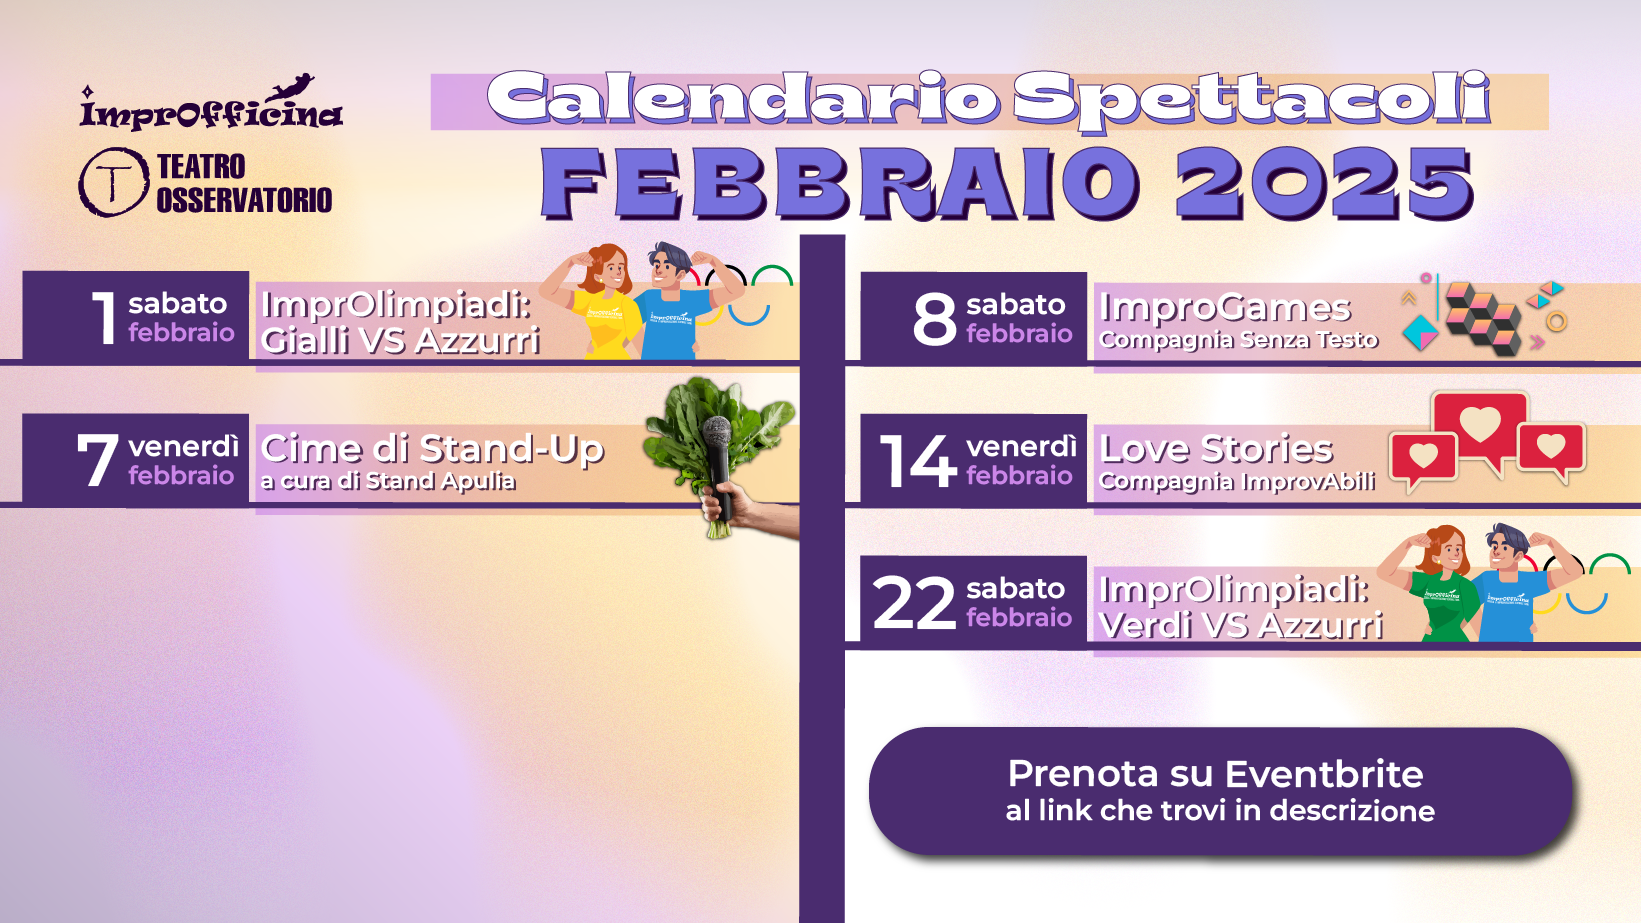 imprOfficina
TEATRO
OSSERVATORIO
Calendario Spettacoli
FEBBRAIO 2025
1 sabato
febbraio
ImprOlimpiadi:
Gialli VS Azzurri
7 venerdì
febbraio
Cime di Stand-Up
a cura di Stand Apulia
8 sabato
febbraio
ImproGames
Compagnia Senza Testo
14 venerdì
febbraio
Love Stories
Compagnia ImprovAbili
22 sabato
febbraio
ImprOlimpiadi:
Verdi VS Azzurri
Prenota su Eventbrite
al link che trovi in descrizione